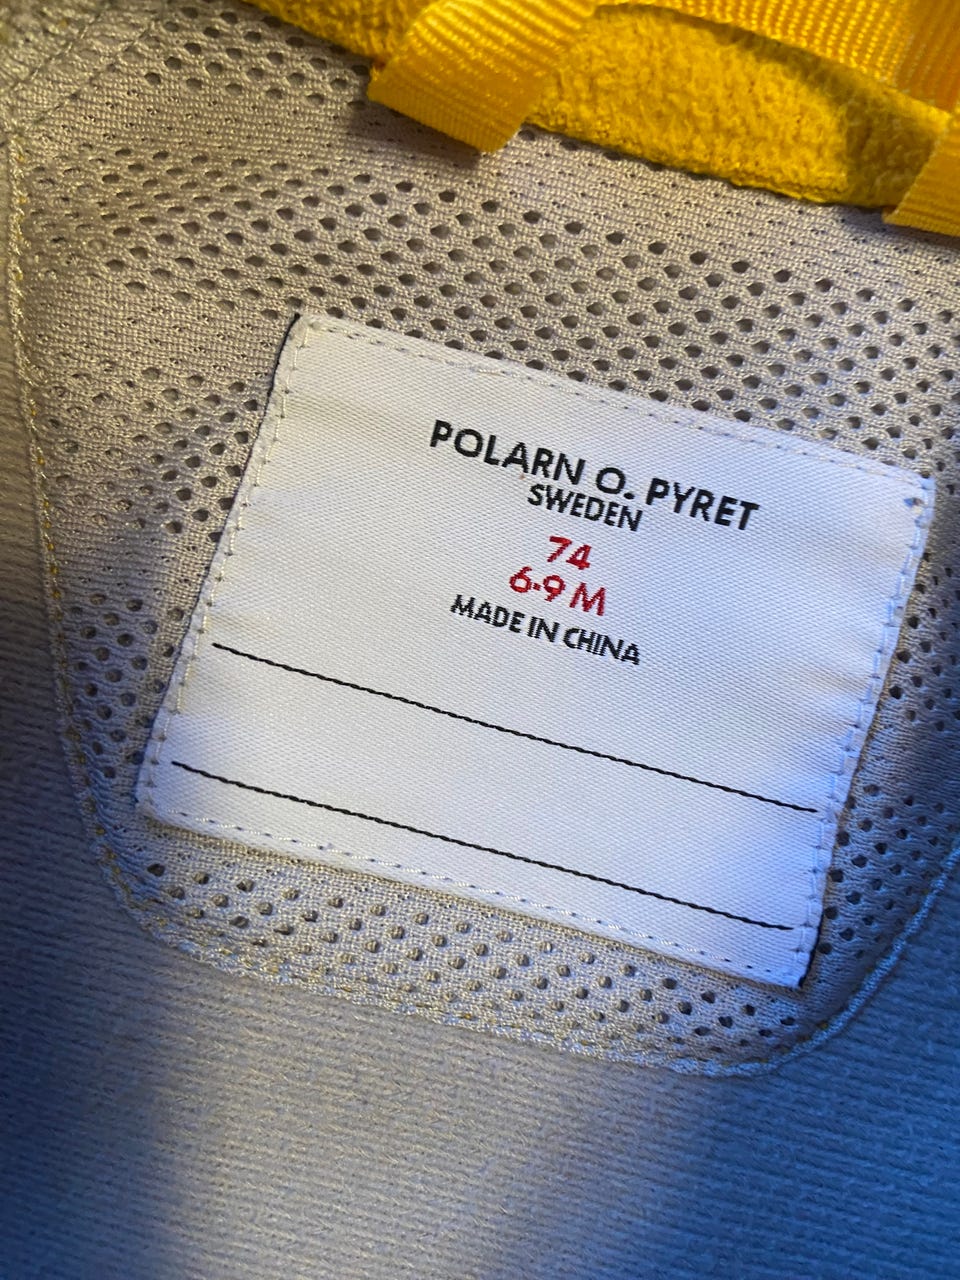 POLARN O. PYRET
SWEDEN
74
6-9 M
MADE IN CHINA